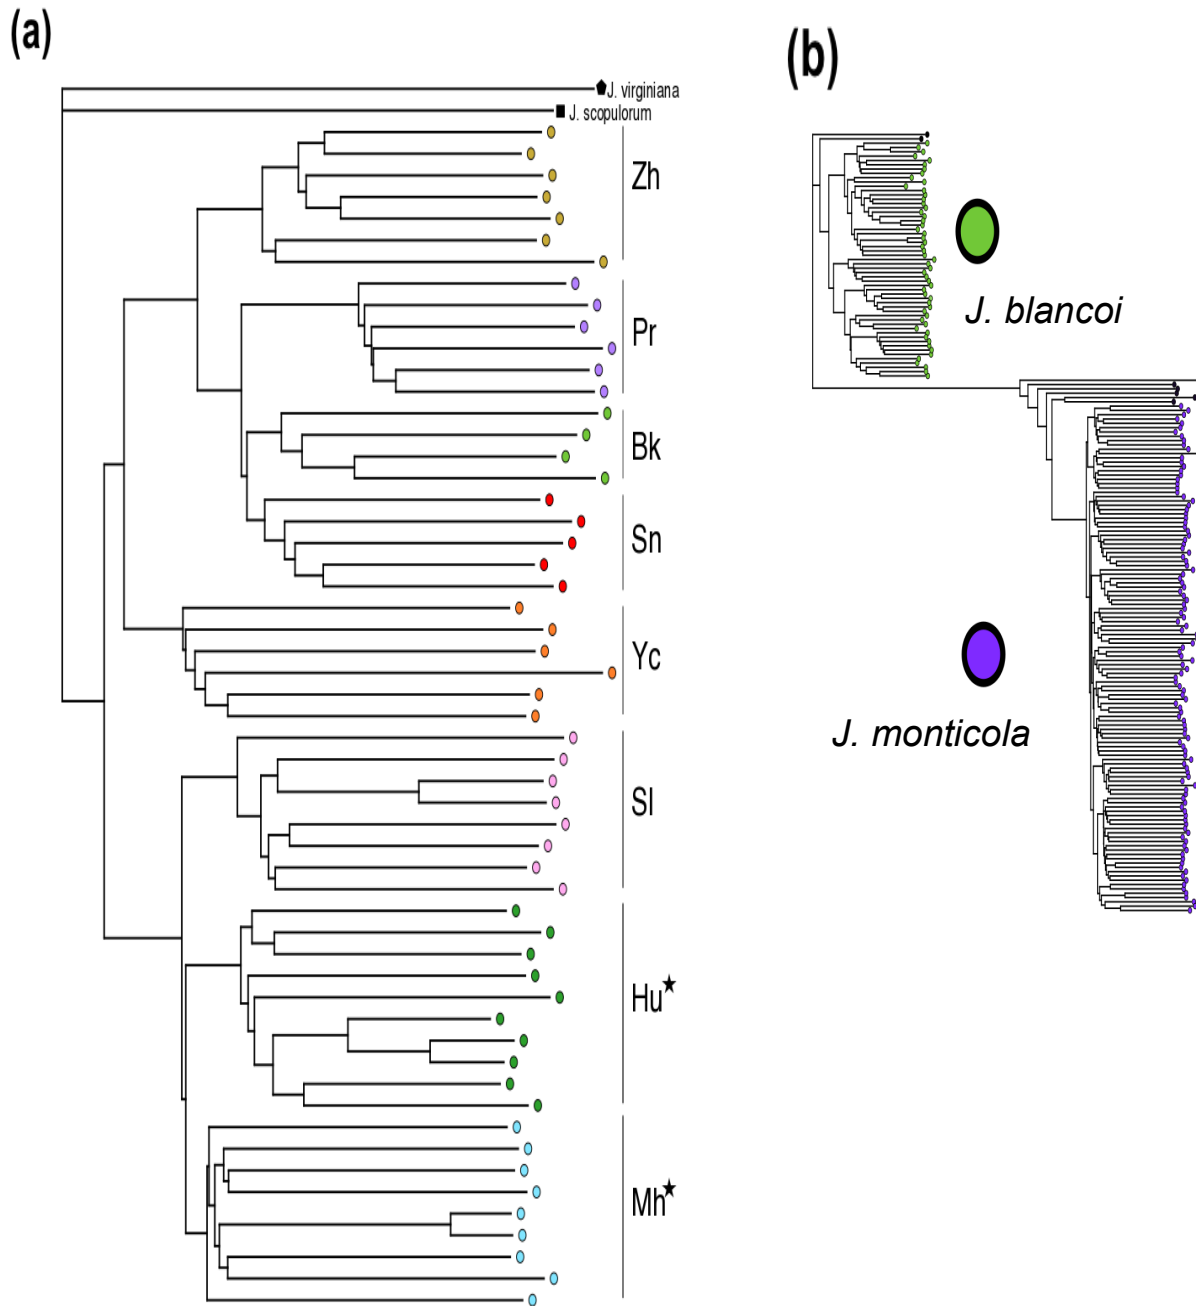 (a)
J. virginiana
J. scopulorum
Zh
Pr
Bk
Sn
Yc
Sl
Hu★
Mh★
(b)
J. blancoi
J. monticola